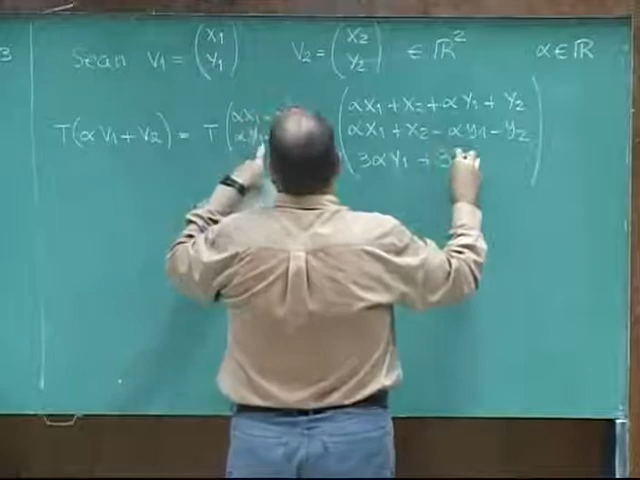 3
Sean V₁ = (x₁ y₁) V₂ = (x₂ y₂) ∈ ℝ² α ∈ ℝ
T(αV₁ + V₂) = T(αx₁ αy₁
αx₁ + x₂ + αy₁ + y₂
αx₁ + x₂ - αy₁ - y₂
3αy₁ + 3